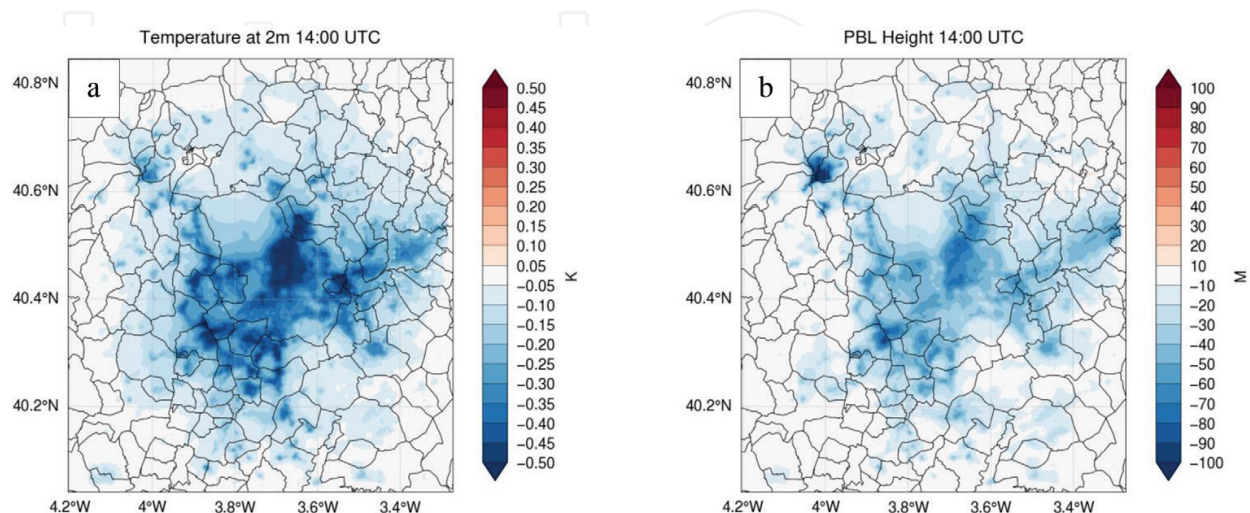 Temperature at 2m 14:00 UTC
a
40.8°N
40.6°N
40.4°N
40.2°N
4.2°W 4°W 3.8°W 3.6°W 3.4°W
0.50
0.45
0.40
0.35
0.30
0.25
0.20
0.15
0.10
0.05
−0.05
−0.10
−0.15
−0.20
−0.25
−0.30
−0.35
−0.40
−0.45
−0.50
K
PBL Height 14:00 UTC
b
40.8°N
40.6°N
40.4°N
40.2°N
4.2°W 4°W 3.8°W 3.6°W 3.4°W
100
90
80
70
60
50
40
30
20
10
−10
−20
−30
−40
−50
−60
−70
−80
−90
−100
M